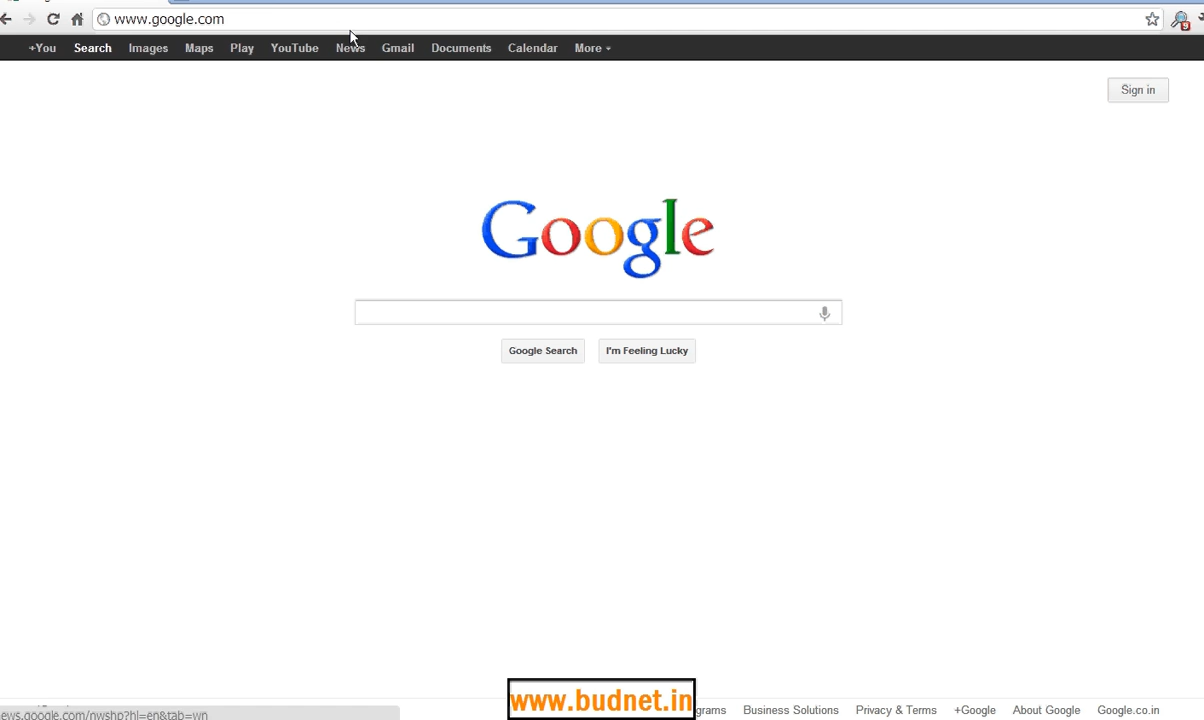 www.google.com
+You Search Images Maps Play YouTube News Gmail Documents Calendar More
Sign in
Google
Google Search I'm Feeling Lucky
www.budnet.in
Business Solutions Privacy & Terms +Google About Google Google.co.in
news.google.com/nwshp?hl=en&tab=wn